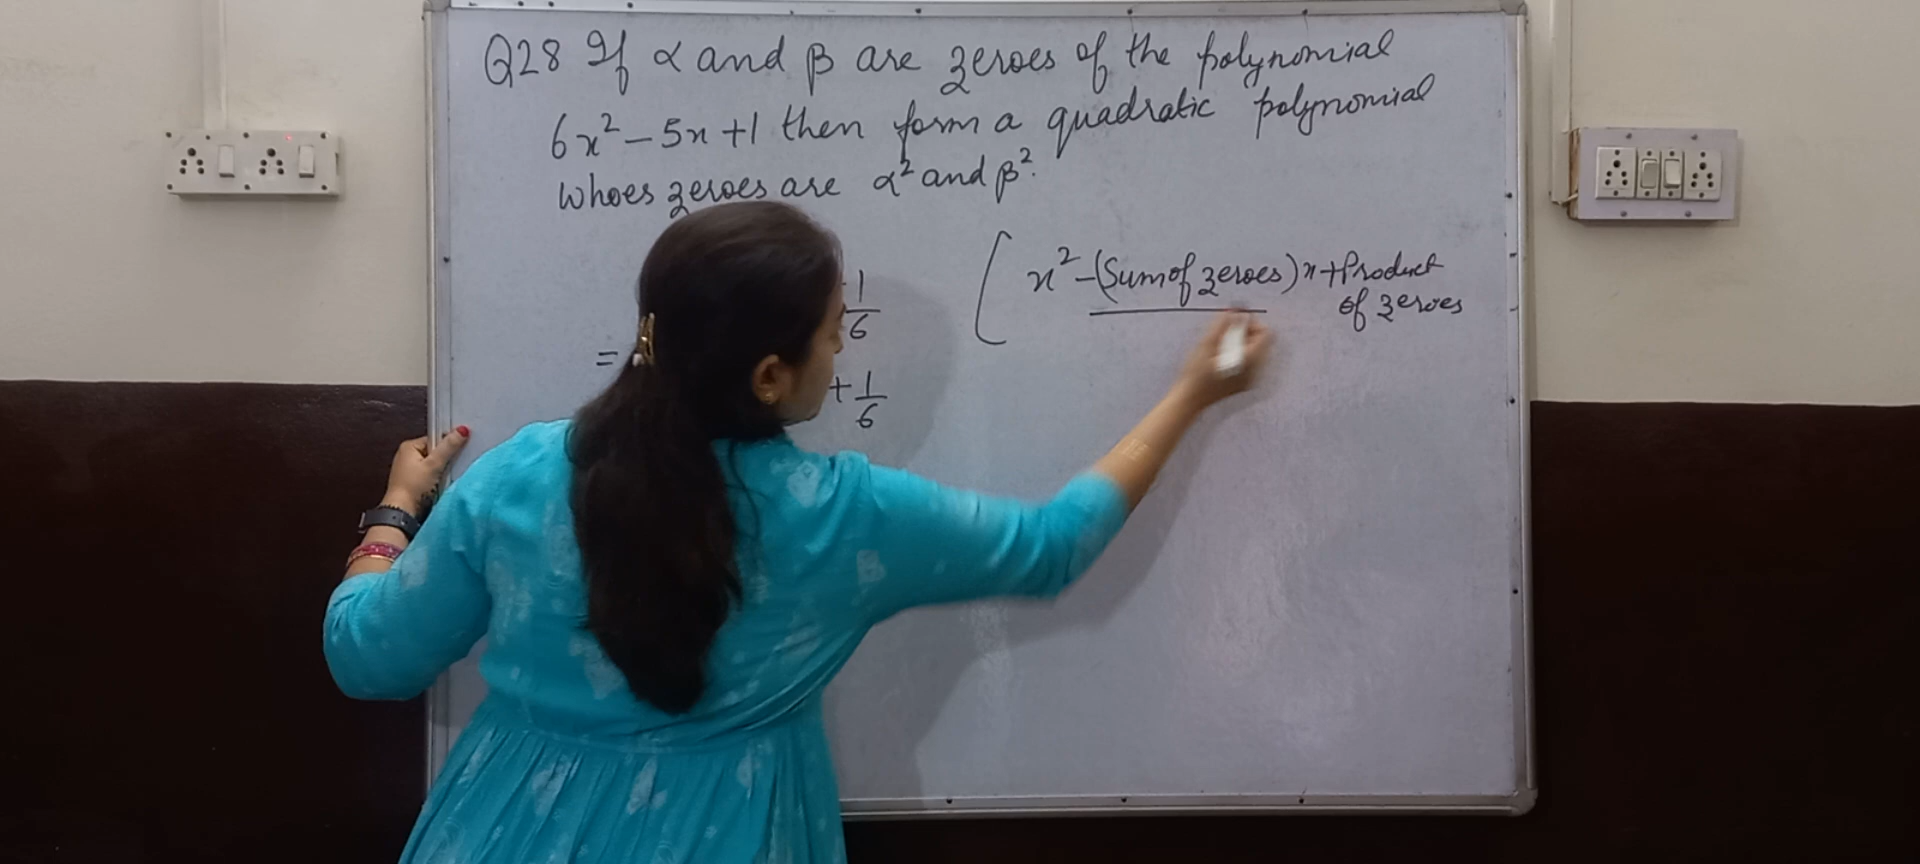 Q28 If α and β are zeroes of the polynomial
6x² - 5x + 1 then form a quadratic polynomial
whoes zeroes are α² and β².
1/6
x² - (Sum of zeroes) x + Product
of zeroes
=
+ 1/6